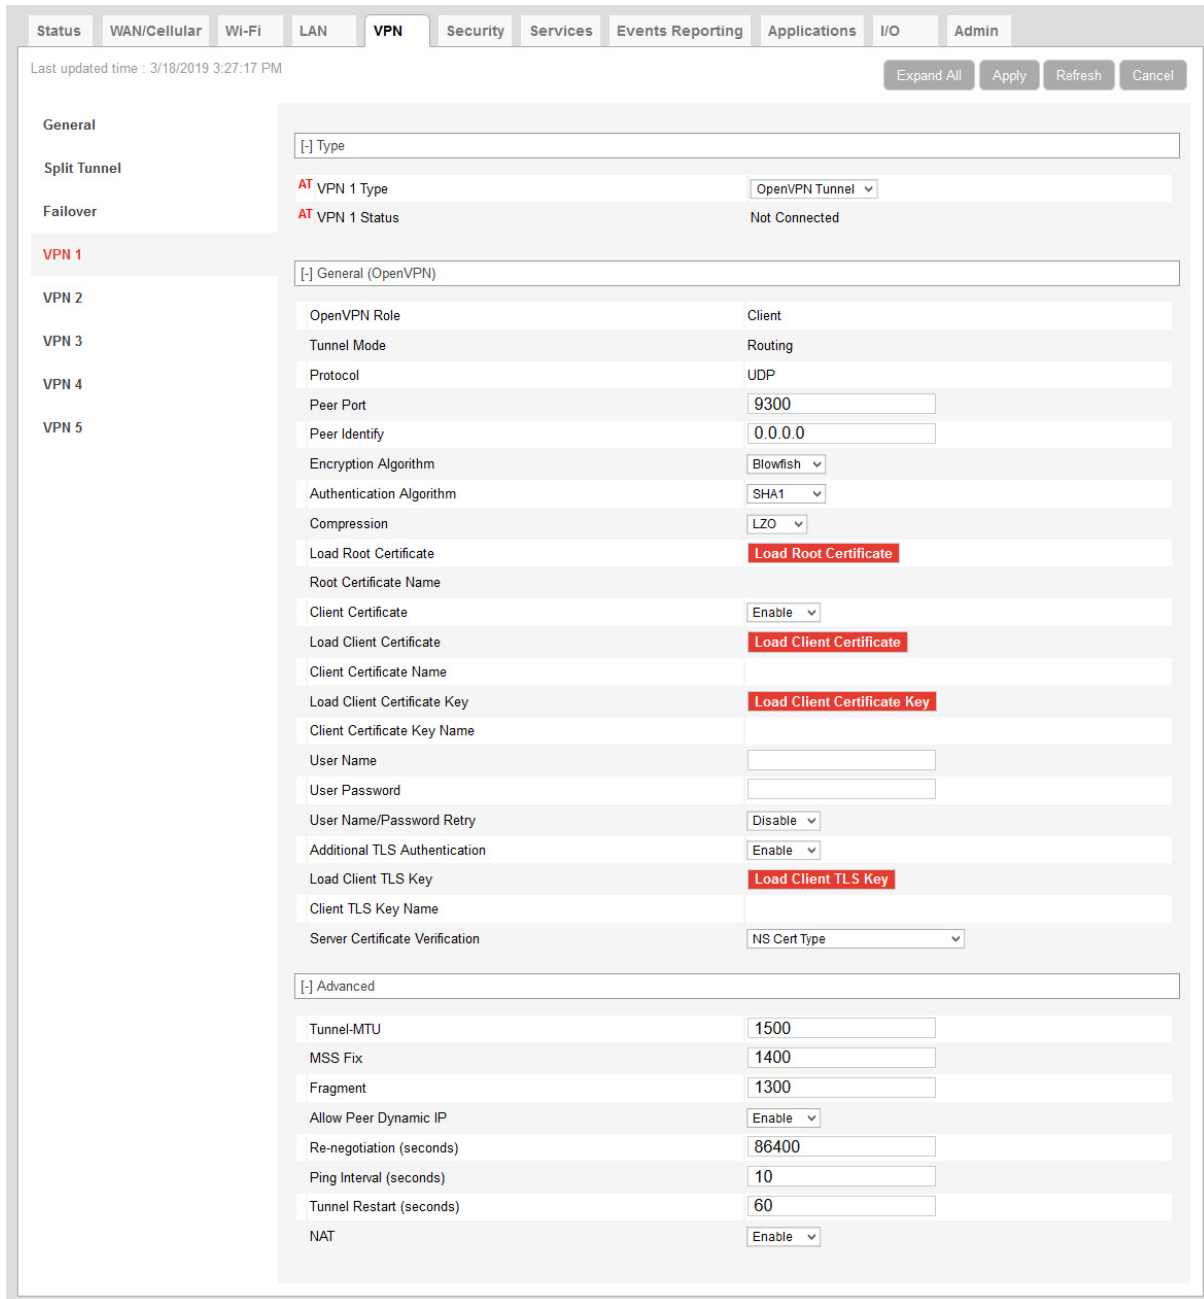 Status WAN/Cellular Wi-Fi LAN VPN Security Services Events Reporting Applications I/O Admin
Last updated time : 3/18/2019 3:27:17 PM
Expand All Apply Refresh Cancel
General
Split Tunnel
Failover
VPN 1
VPN 2
VPN 3
VPN 4
VPN 5
[-] Type
AT VPN 1 Type OpenVPN Tunnel
AT VPN 1 Status Not Connected
[-] General (OpenVPN)
OpenVPN Role Client
Tunnel Mode Routing
Protocol UDP
Peer Port 9300
Peer Identify 0.0.0.0
Encryption Algorithm Blowfish
Authentication Algorithm SHA1
Compression LZO
Load Root Certificate Load Root Certificate
Root Certificate Name
Client Certificate Enable
Load Client Certificate Load Client Certificate
Client Certificate Name
Load Client Certificate Key Load Client Certificate Key
Client Certificate Key Name
User Name
User Password
User Name/Password Retry Disable
Additional TLS Authentication Enable
Load Client TLS Key Load Client TLS Key
Client TLS Key Name
Server Certificate Verification NS Cert Type
[-] Advanced
Tunnel-MTU 1500
MSS Fix 1400
Fragment 1300
Allow Peer Dynamic IP Enable
Re-negotiation (seconds) 86400
Ping Interval (seconds) 10
Tunnel Restart (seconds) 60
NAT Enable